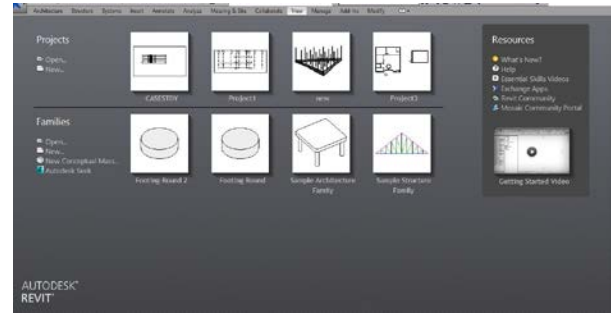 Architecture Structure Systems Insert Annotate Analyze Massing & Site Collaborate View Manage Add-Ins Modify
Projects
Open...
New...
CASESTDY
Project1
new
Project3
Families
Open...
New...
New Conceptual Mass...
Autodesk Seek
Footing Round 2
Footing Round
Sample Architecture
Family
Sample Structure
Family
Resources
What's New?
Help
Essential Skills Videos
Exchange Apps
Revit Community
Mosaic Community Portal
Getting Started Video
AUTODESK®
REVIT®